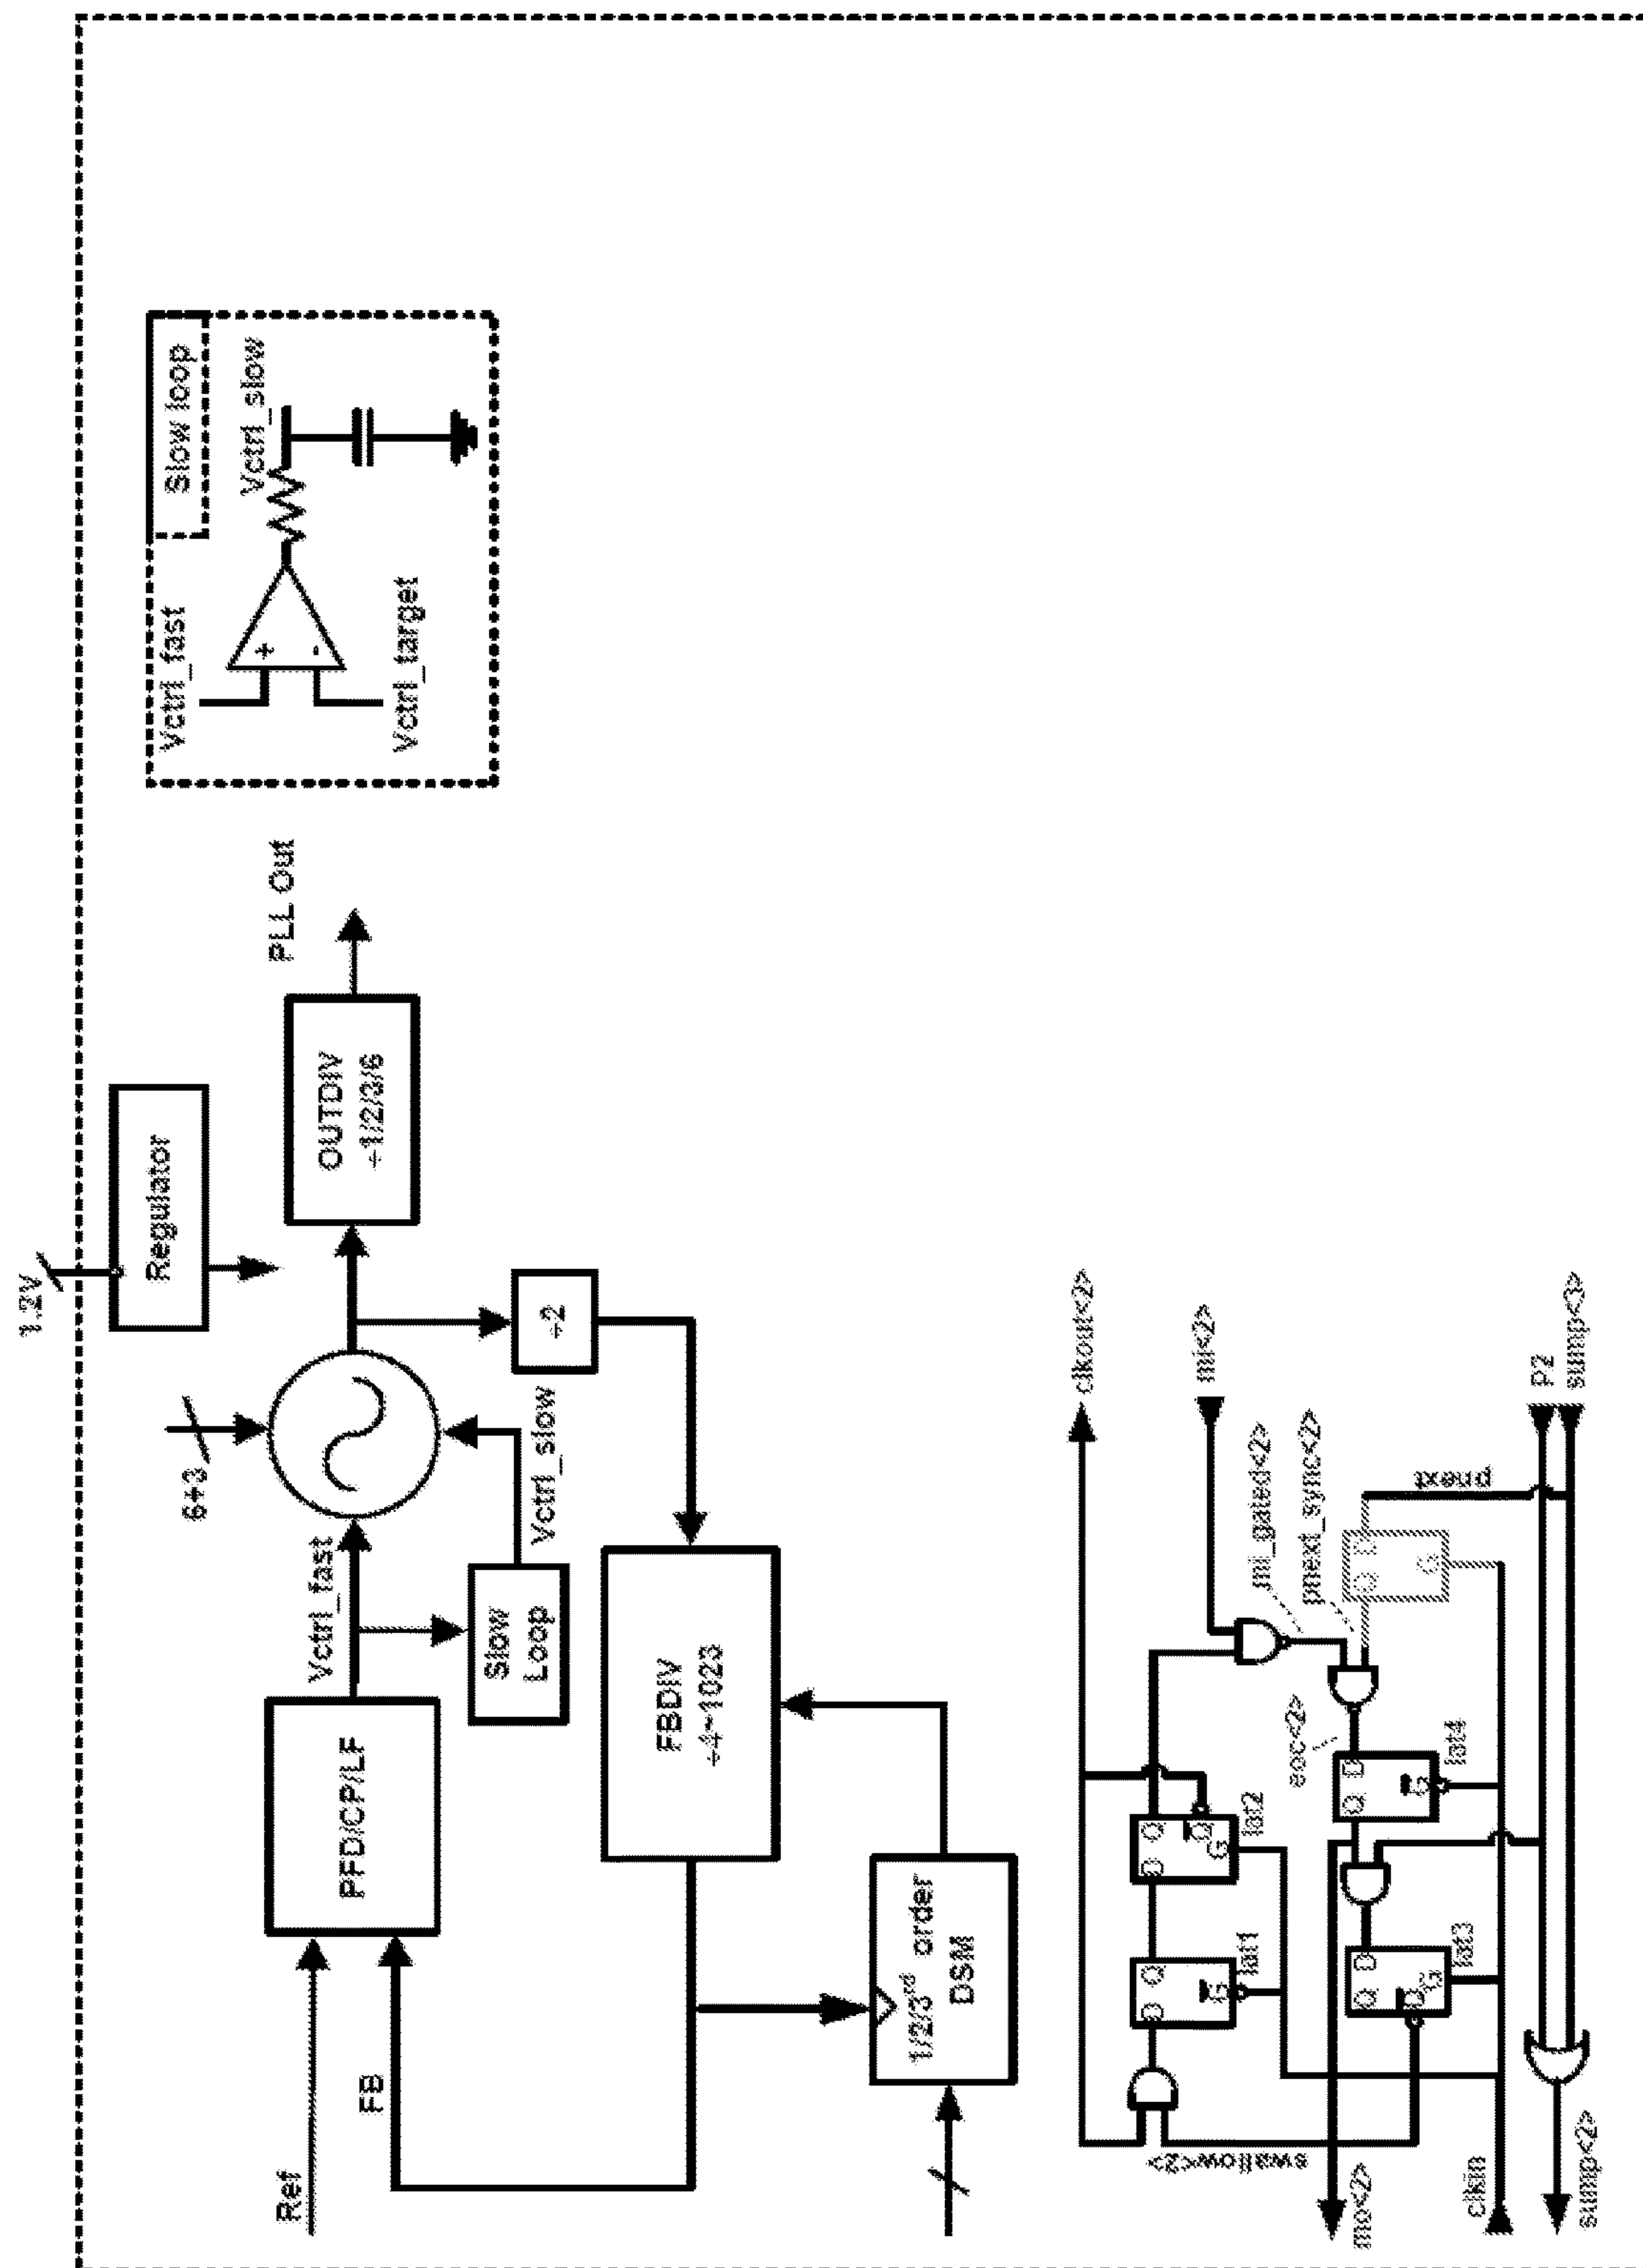 1.2V
Regulator
6+3
Ref
FB
PFD/CP/LF
Vctrl_fast
OUTDIV
÷1/2/3/6
PLL Out
÷2
Slow
Loop
Vctrl_slow
FBDIV
÷4~1023
1/2/3rd order
DSM
Slow loop
Vctrl_fast
Vctrl_slow
Vctrl_target
+
-
clkout<2>
mi<2>
D Q
G
lat1
D Q
Q
G
lat2
swallow<2>
mi_gated<2>
pnext_sync<2>
eoc<2>
mo<2>
Q D
Q
G
lat3
Q D
G
lat4
Q D
G
pnext
clkin
P2
sump<3>
sump<2>